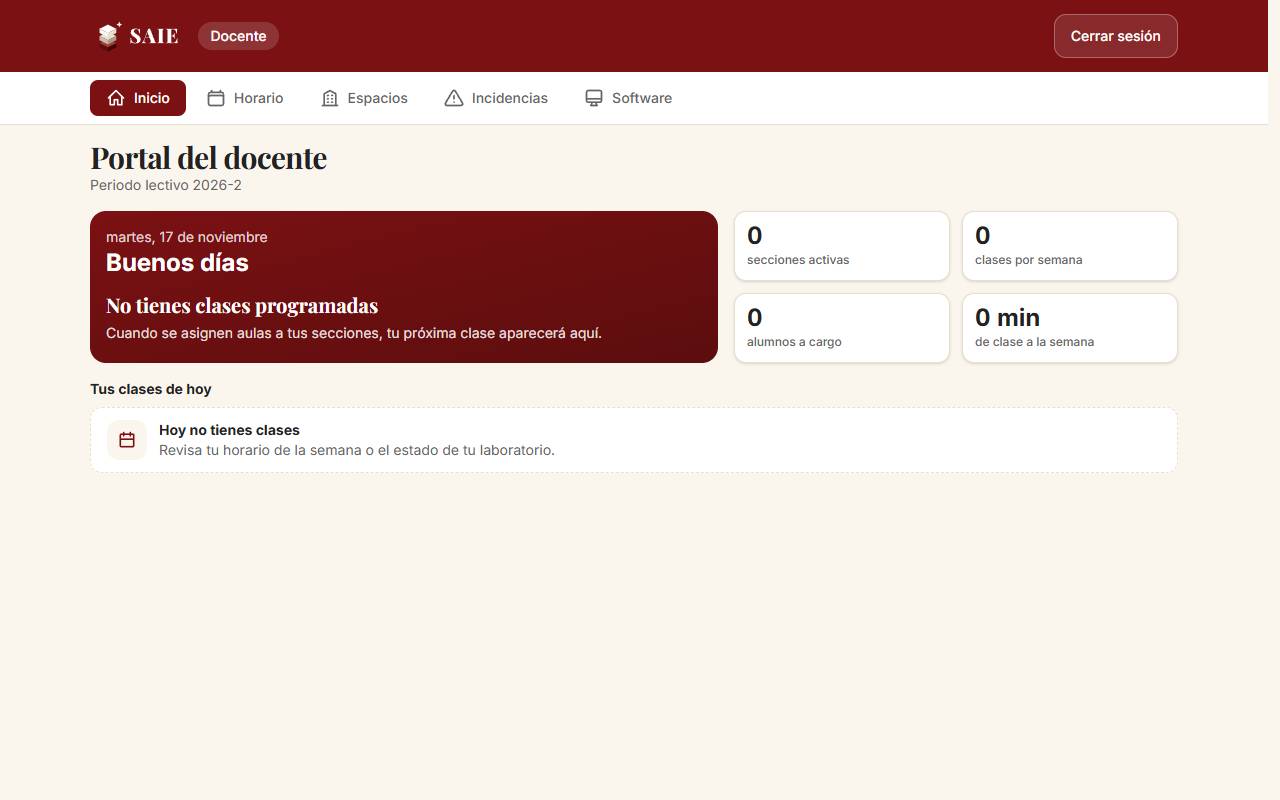 SAIE
Docente
Cerrar sesión
Inicio
Horario
Espacios
Incidencias
Software
Portal del docente
Periodo lectivo 2026-2
martes, 17 de noviembre
Buenos días
No tienes clases programadas
Cuando se asignen aulas a tus secciones, tu próxima clase aparecerá aquí.
0
secciones activas
0
clases por semana
0
alumnos a cargo
0 min
de clase a la semana
Tus clases de hoy
Hoy no tienes clases
Revisa tu horario de la semana o el estado de tu laboratorio.